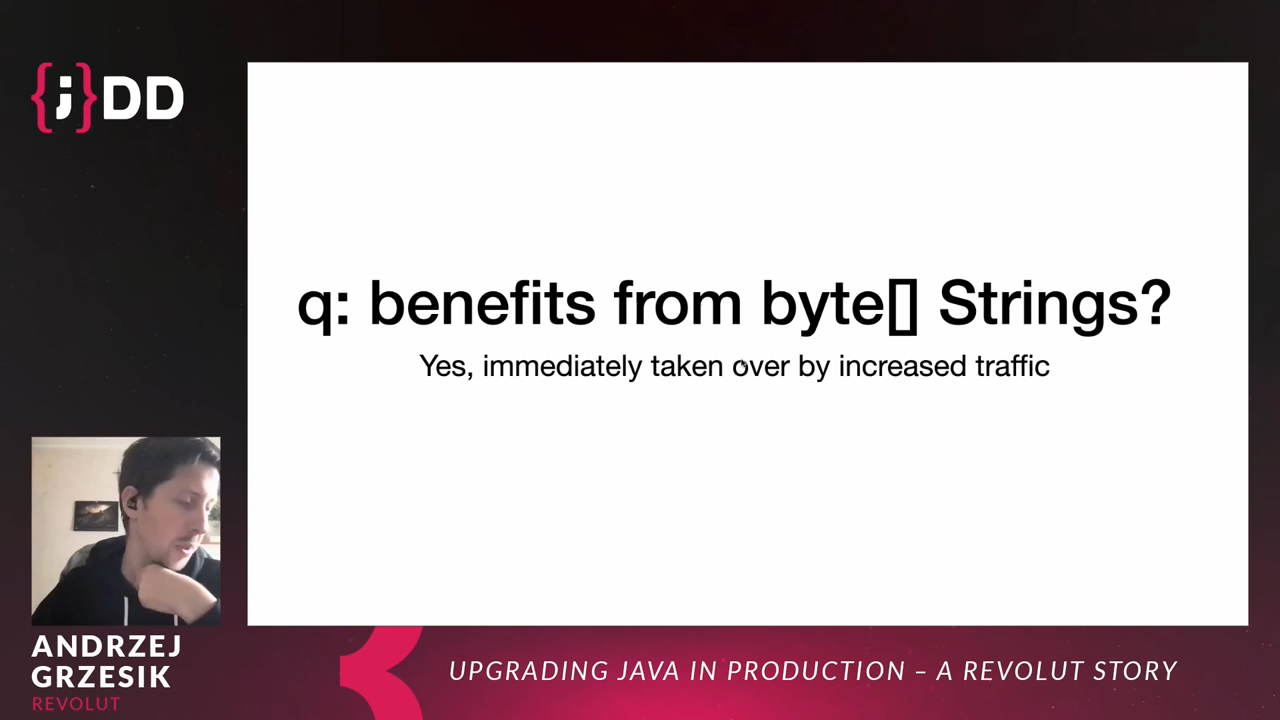 {;}DD
q: benefits from byte[] Strings?
Yes, immediately taken over by increased traffic
ANDRZEJ
GRZESIK
REVOLUT
UPGRADING JAVA IN PRODUCTION – A REVOLUT STORY